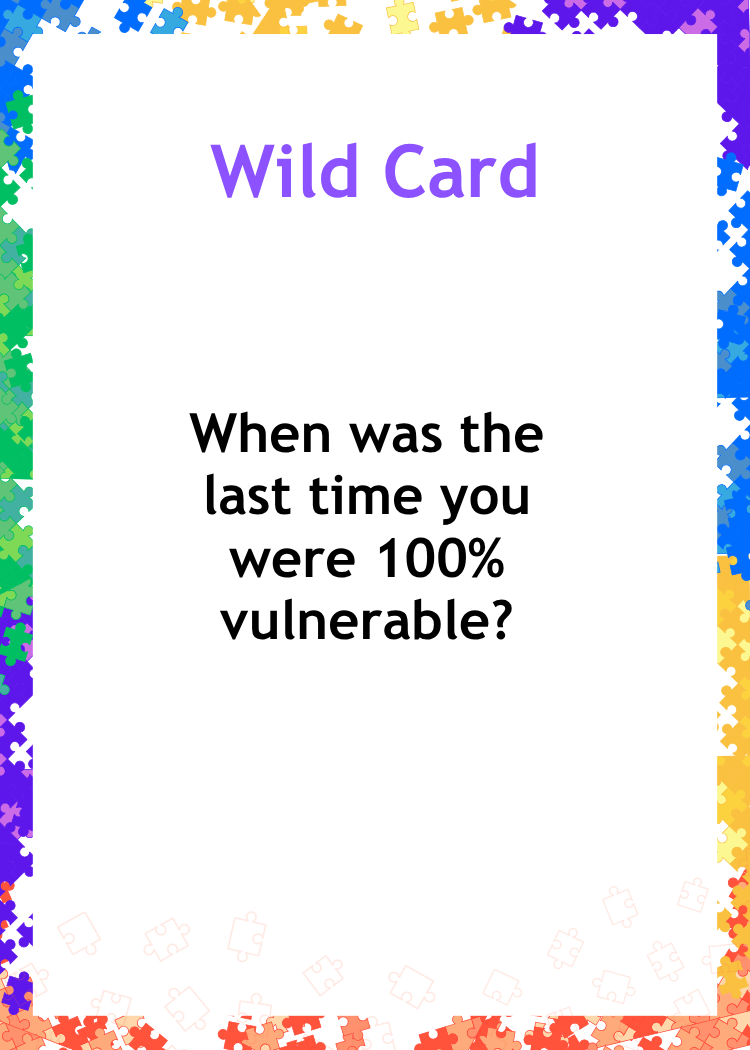 Wild Card
When was the
last time you
were 100%
vulnerable?